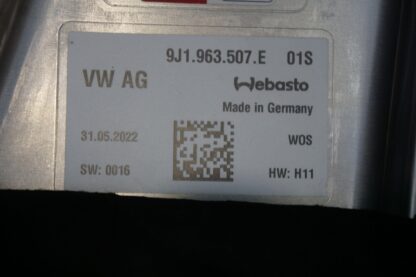 9J1.963.507.E 01S
VW AG
Webasto
Made in Germany
31.05.2022
WOS
SW: 0016
HW: H11